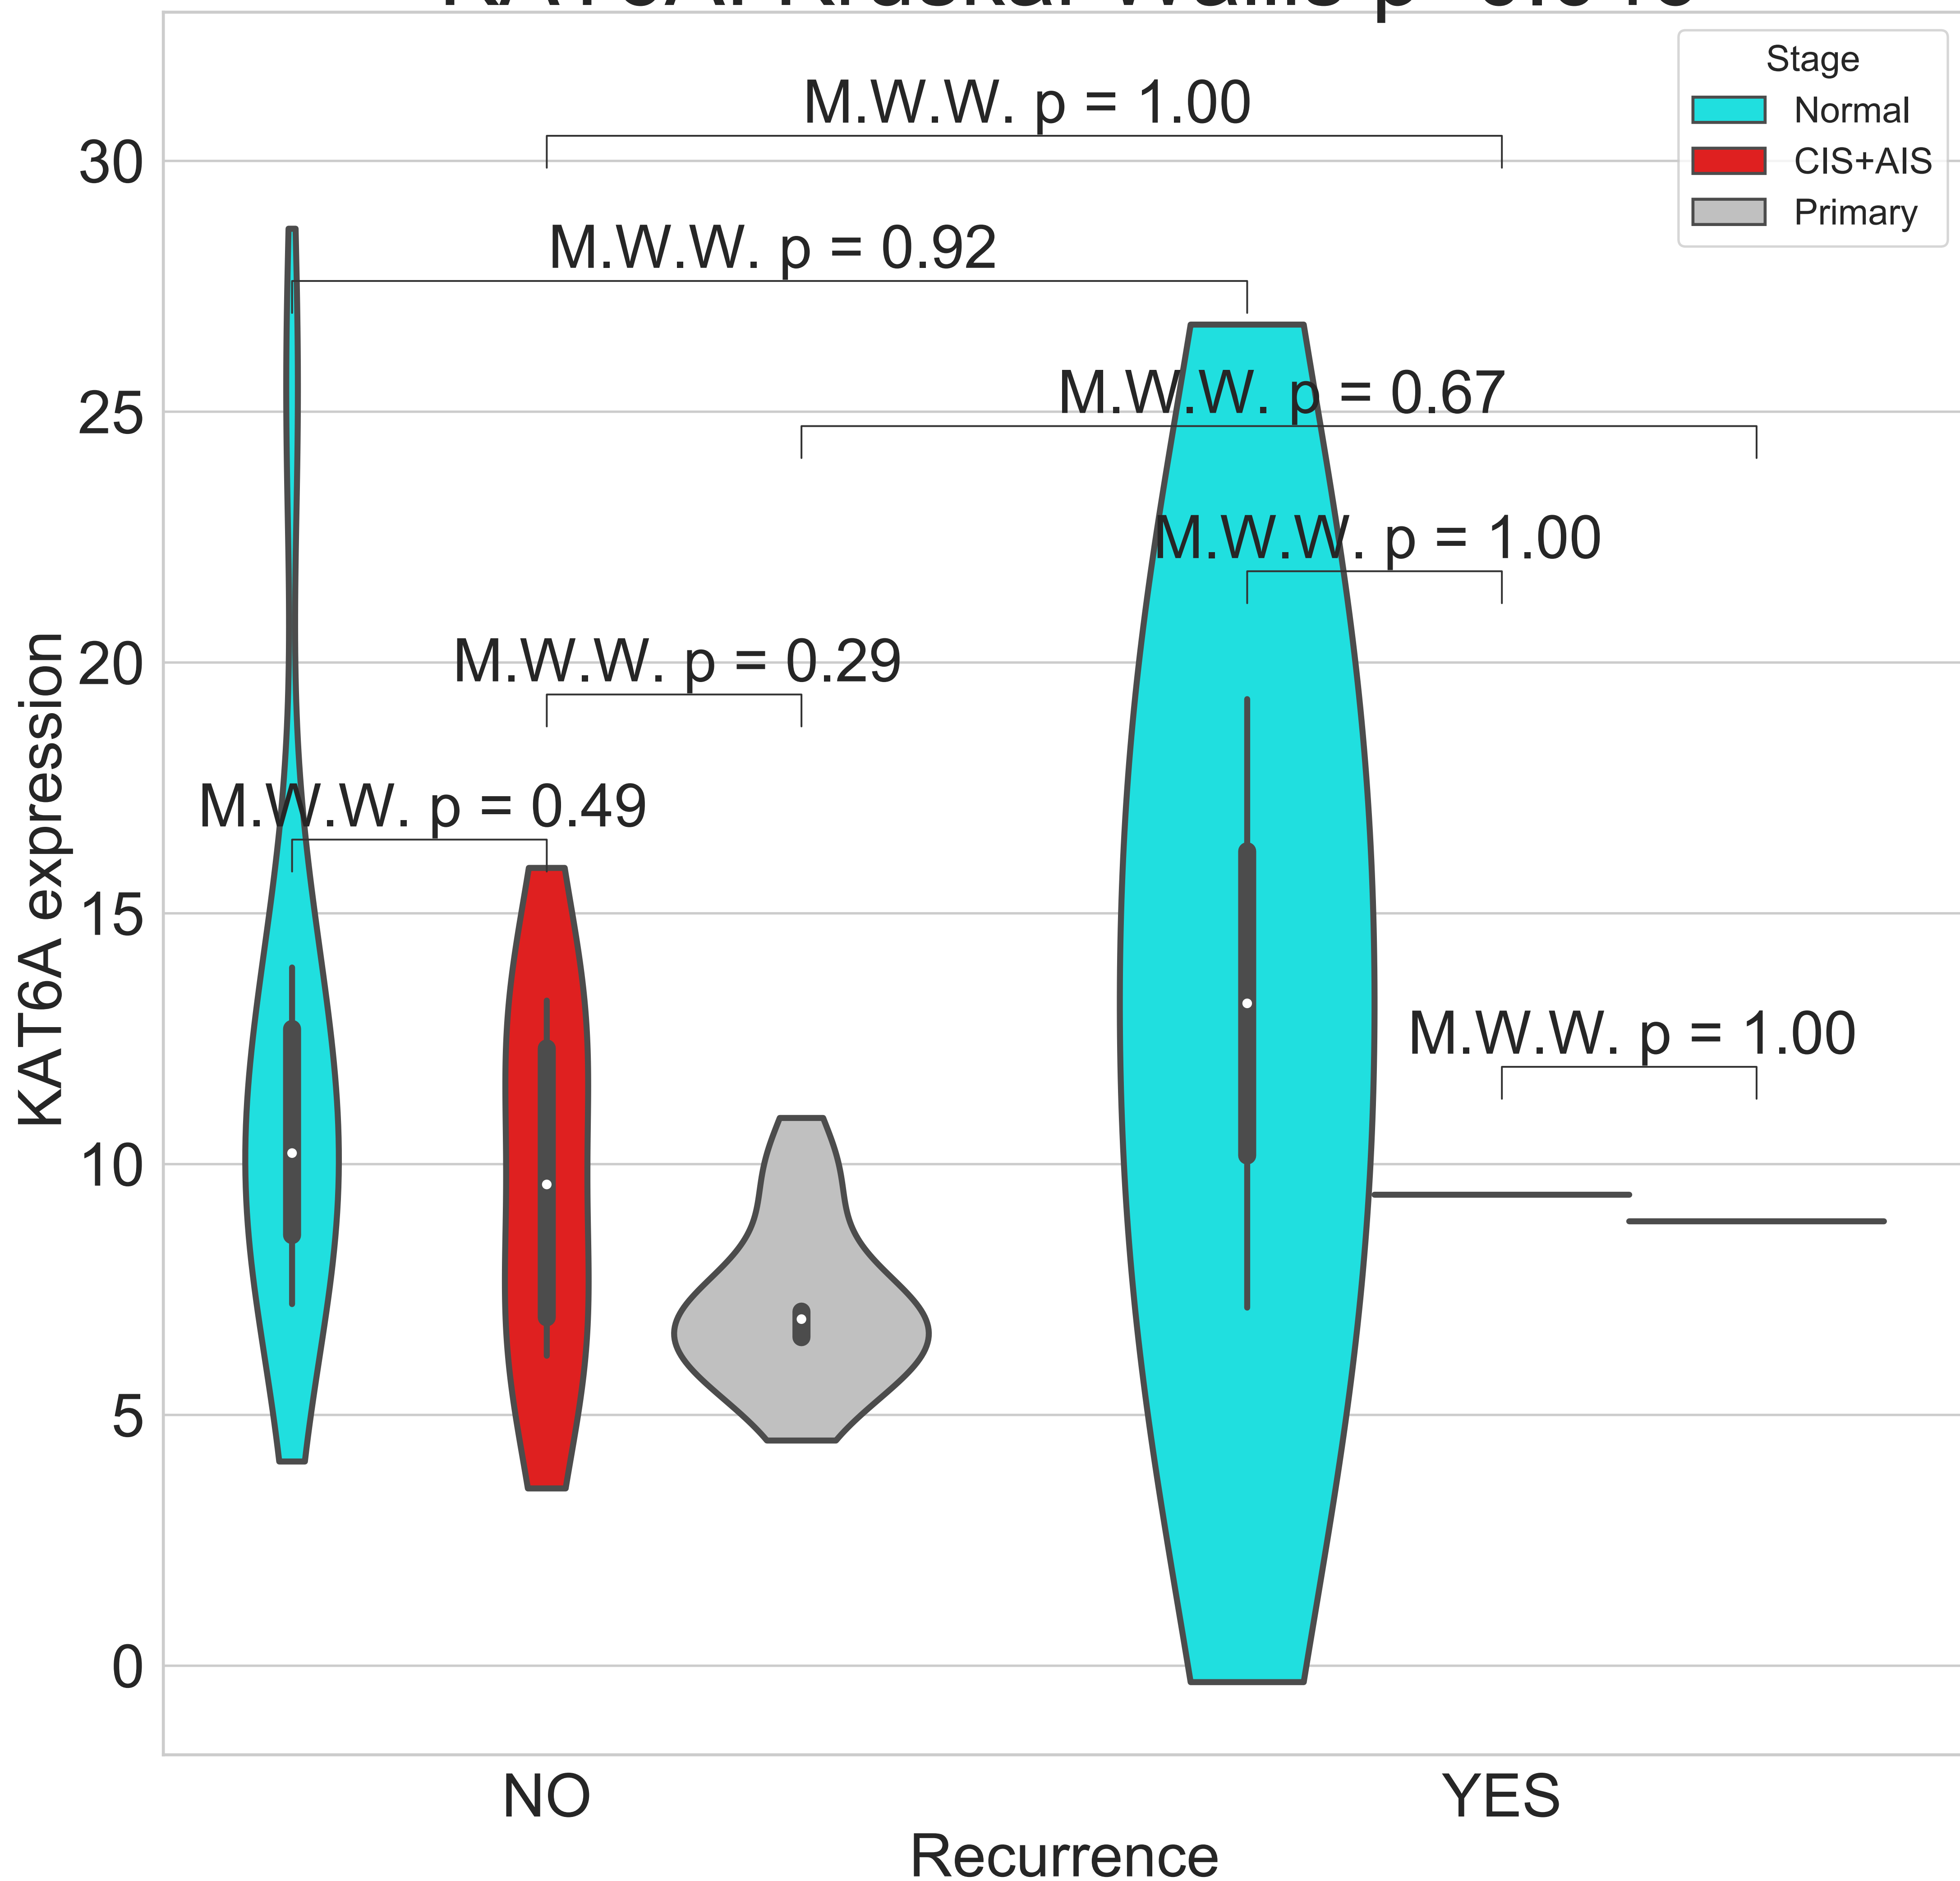 Stage
Normal
CIS+AIS
Primary
M.W.W. p = 1.00
M.W.W. p = 0.92
M.W.W. p = 0.67
M.W.W. p = 1.00
M.W.W. p = 0.29
M.W.W. p = 0.49
M.W.W. p = 1.00
KAT6A expression
30
25
20
15
10
5
0
NO
YES
Recurrence